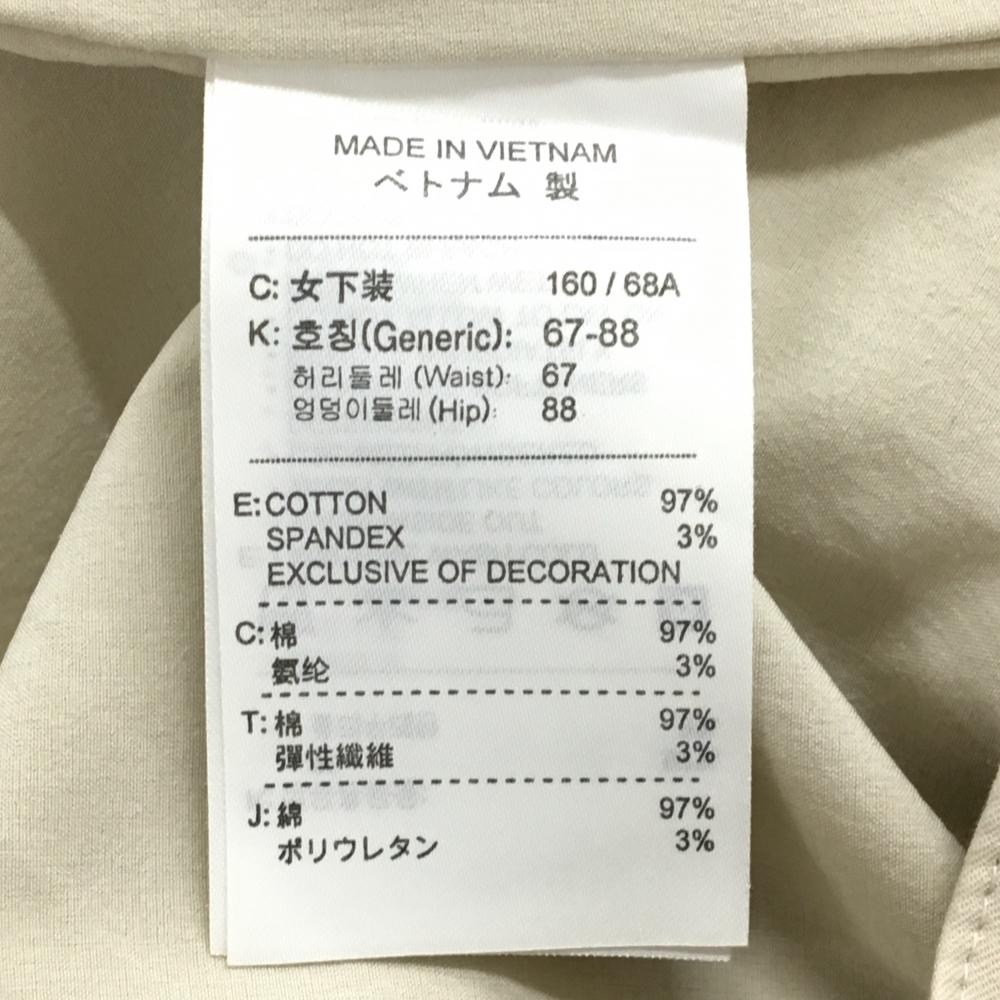 MADE IN VIETNAM
ベトナム 製
C: 女下装 160 / 68A
K: 호칭(Generic): 67-88
허리둘레 (Waist): 67
엉덩이둘레 (Hip): 88
E: COTTON 97%
SPANDEX 3%
EXCLUSIVE OF DECORATION
C: 棉 97%
氨纶 3%
T: 棉 97%
彈性纖維 3%
J: 綿 97%
ポリウレタン 3%